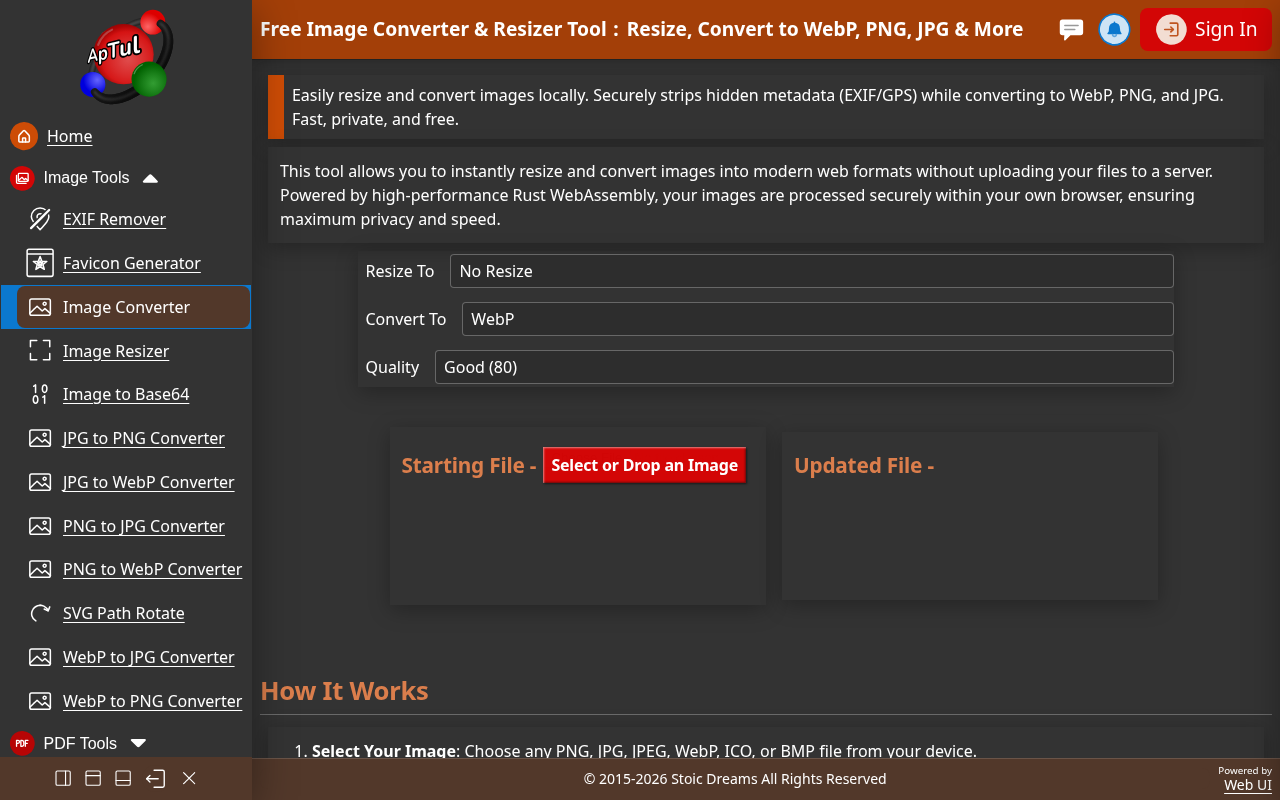 ApTul
Home
Image Tools
EXIF Remover
Favicon Generator
Image Converter
Image Resizer
Image to Base64
JPG to PNG Converter
JPG to WebP Converter
PNG to JPG Converter
PNG to WebP Converter
SVG Path Rotate
WebP to JPG Converter
WebP to PNG Converter
PDF
PDF Tools
Free Image Converter & Resizer Tool : Resize, Convert to WebP, PNG, JPG & More
Sign In
Easily resize and convert images locally. Securely strips hidden metadata (EXIF/GPS) while converting to WebP, PNG, and JPG.
Fast, private, and free.
This tool allows you to instantly resize and convert images into modern web formats without uploading your files to a server.
Powered by high-performance Rust WebAssembly, your images are processed securely within your own browser, ensuring
maximum privacy and speed.
Resize To
No Resize
Convert To
WebP
Quality
Good (80)
Starting File -
Select or Drop an Image
Updated File -
How It Works
1. Select Your Image: Choose any PNG, JPG, JPEG, WebP, ICO, or BMP file from your device.
© 2015-2026 Stoic Dreams All Rights Reserved
Powered by
Web UI